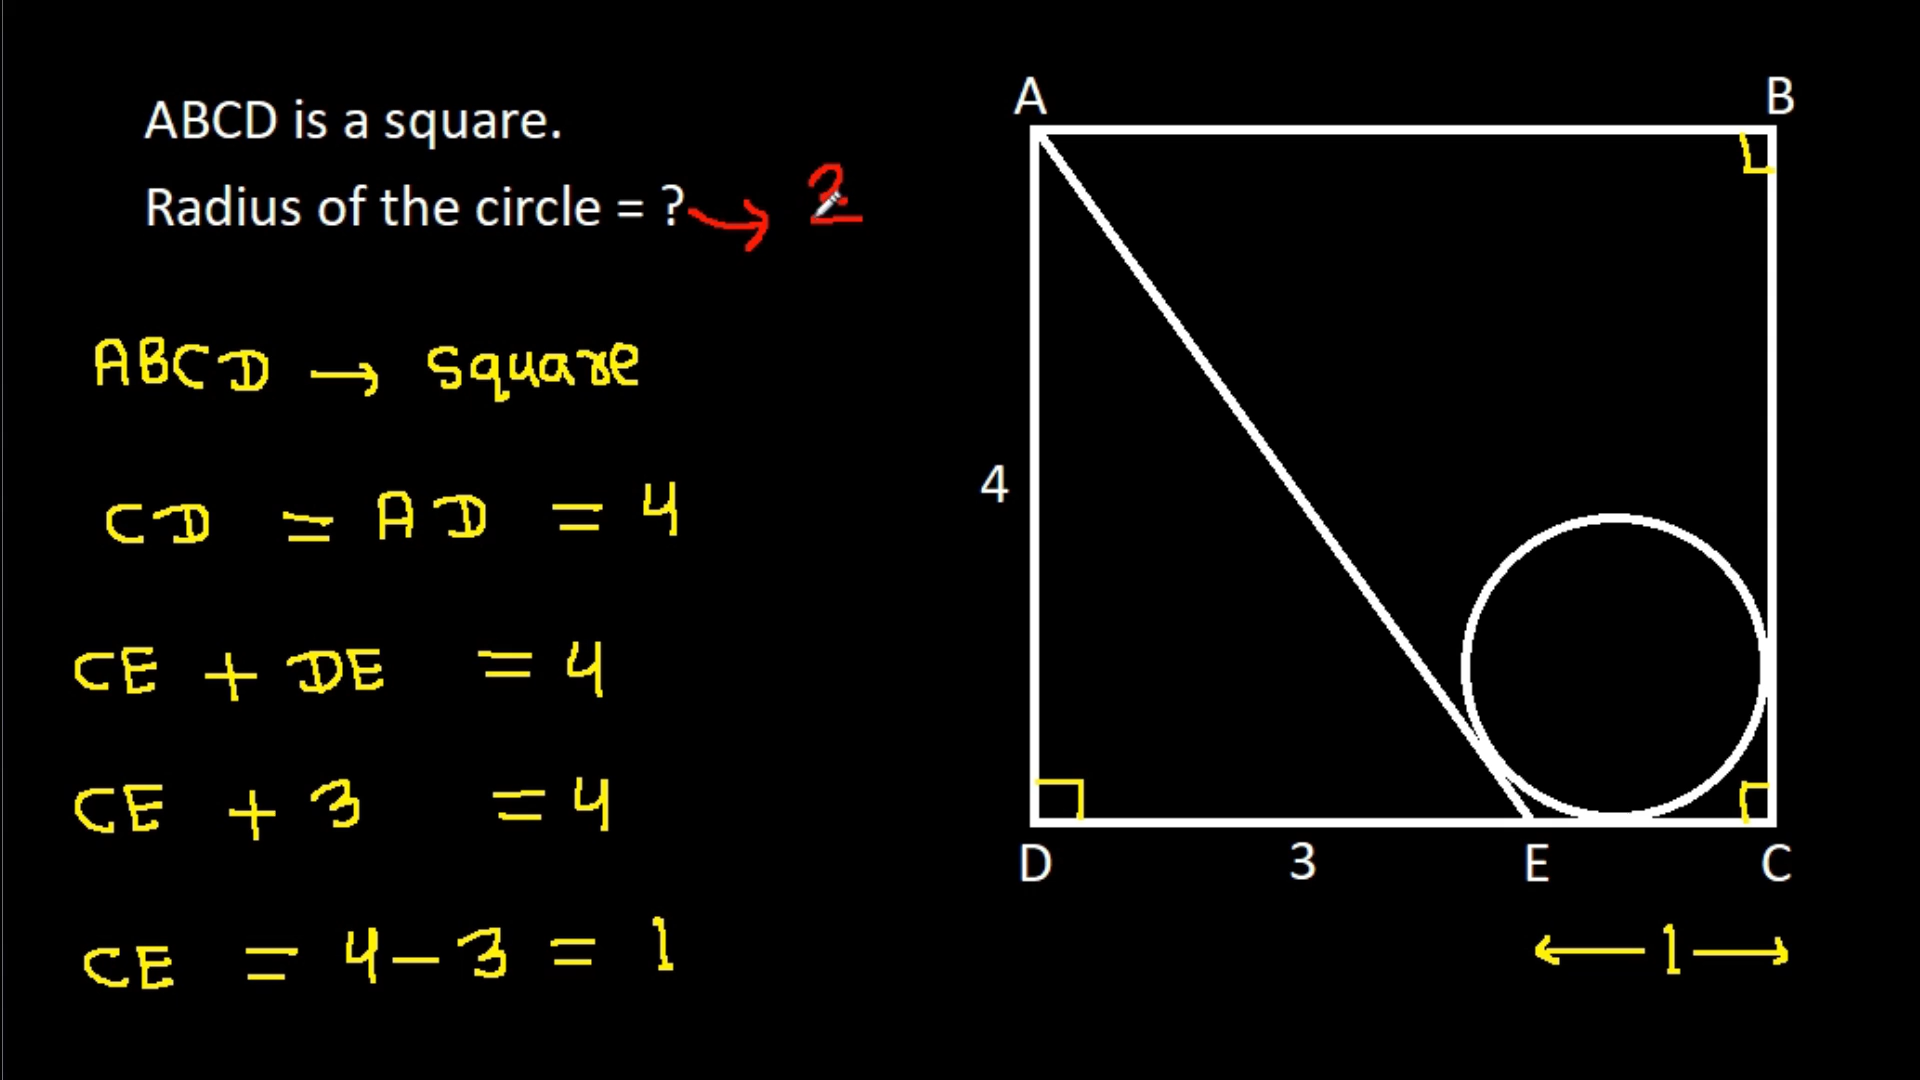 ABCD is a square.
Radius of the circle = ? → ?
ABCD → Square
CD = AD = 4
CE + DE = 4
CE + 3 = 4
CE = 4 - 3 = 1
A
B
4
D
3
E
C
← 1 →